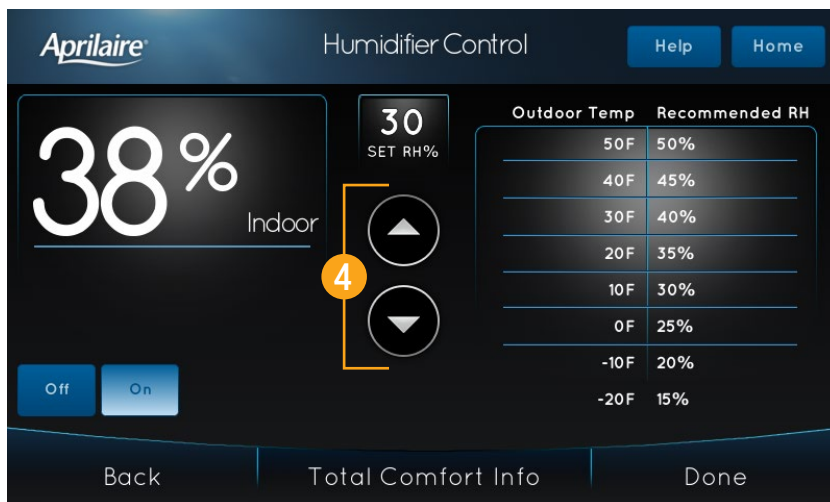 Aprilaire®
Humidifier Control
Help
Home
38%
Indoor
30
SET RH%
4
Outdoor Temp Recommended RH
50F 50%
40F 45%
30F 40%
20F 35%
10F 30%
0F 25%
-10F 20%
-20F 15%
Off
On
Back
Total Comfort Info
Done